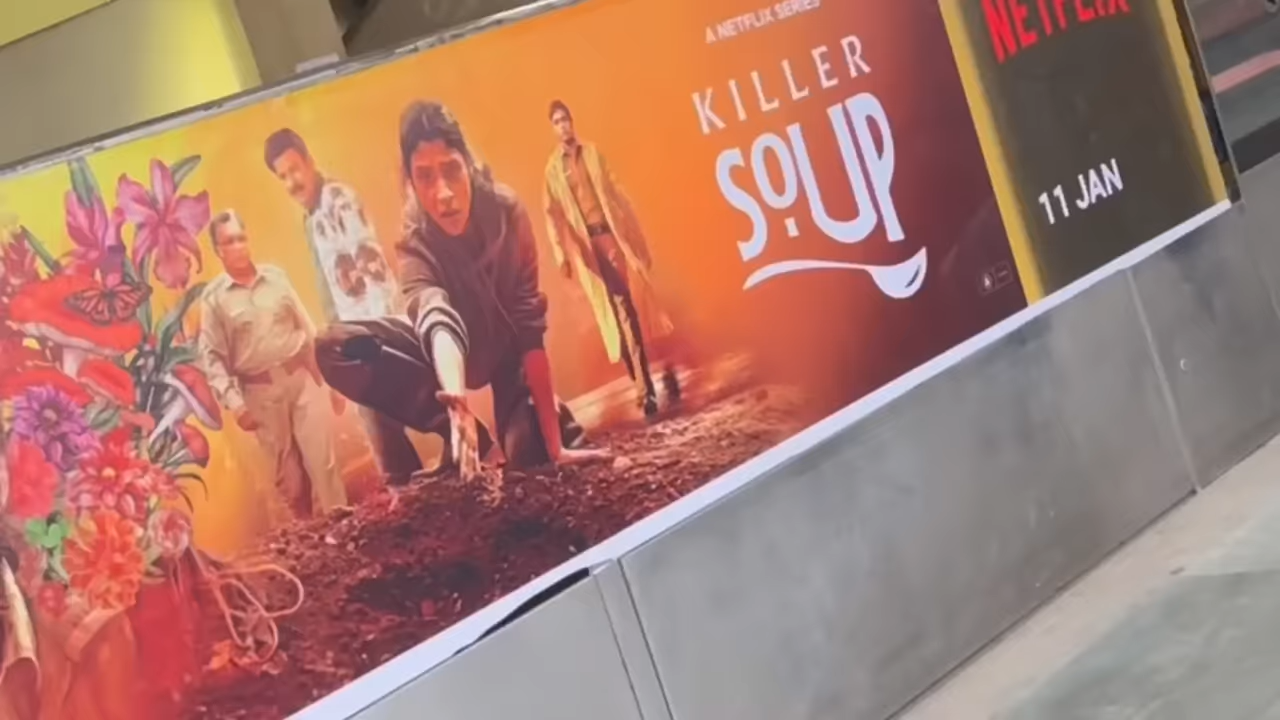 A NETFLIX SERIES
KILLER
SOUP
NETFLIX
11 JAN